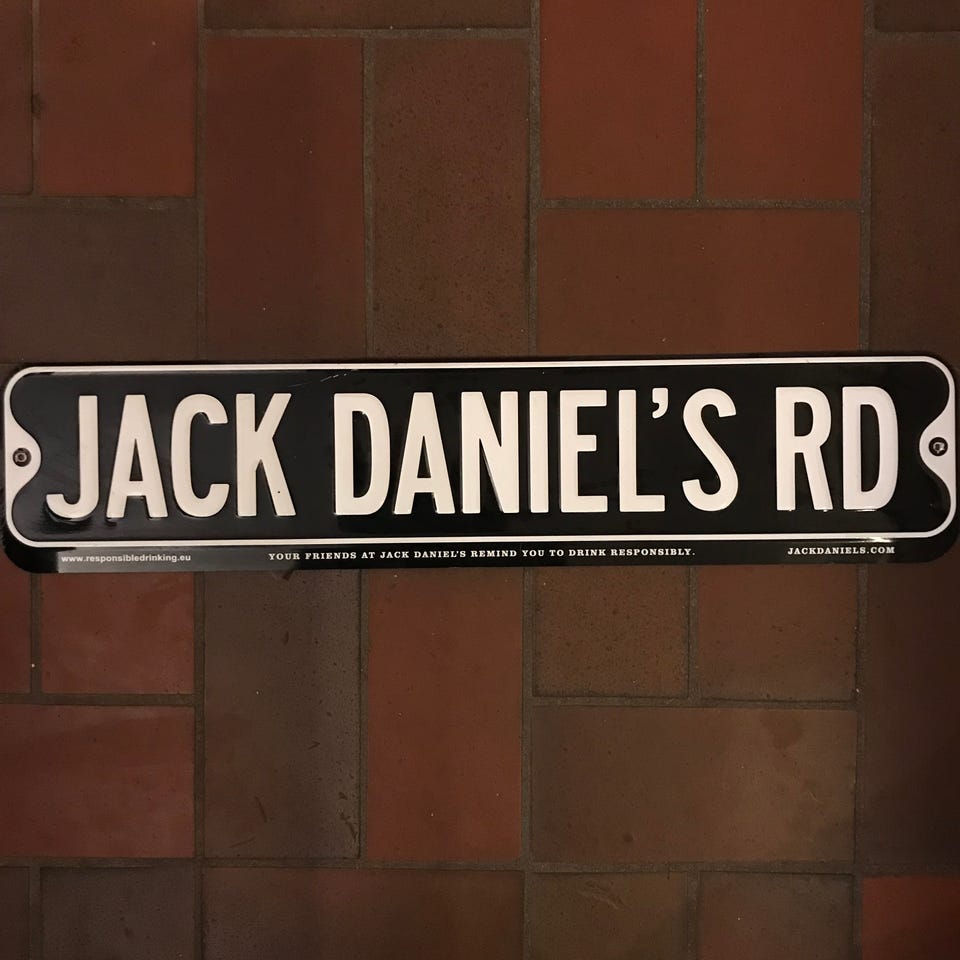 JACK DANIEL'S RD
www.responsibledrinking.eu YOUR FRIENDS AT JACK DANIEL'S REMIND YOU TO DRINK RESPONSIBLY. JACKDANIELS.COM